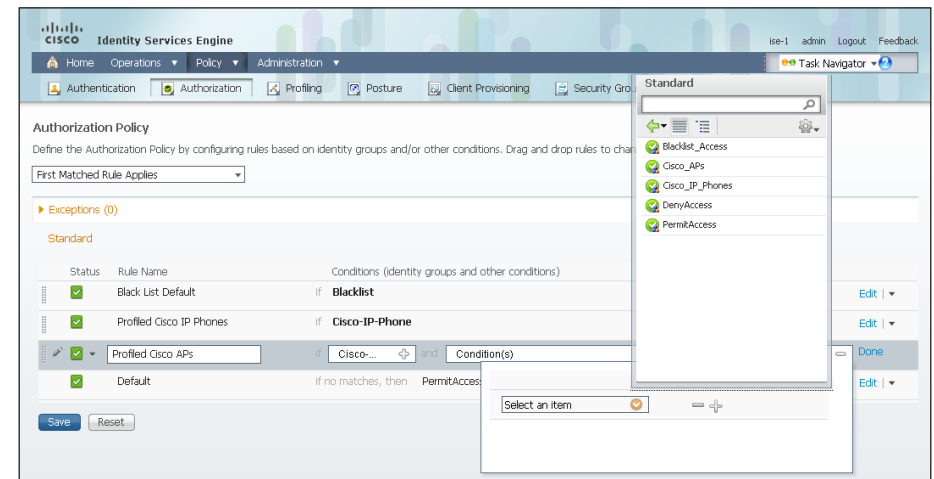 CISCO Identity Services Engine
ise-1 admin Logout Feedback
Home Operations Policy Administration
Task Navigator
Authentication Authorization Profiling Posture Client Provisioning Security Grou
Standard
Authorization Policy
Define the Authorization Policy by configuring rules based on identity groups and/or other conditions. Drag and drop rules to chan
First Matched Rule Applies
Blacklist_Access
Cisco_APs
Cisco_IP_Phones
DenyAccess
PermitAccess
Exceptions (0)
Standard
Status Rule Name Conditions (identity groups and other conditions)
Black List Default if Blacklist Edit |
Profiled Cisco IP Phones if Cisco-IP-Phone Edit |
Profiled Cisco APs if Cisco-... and Condition(s) Done
Default if no matches, then PermitAccess Edit |
Select an item
Save Reset